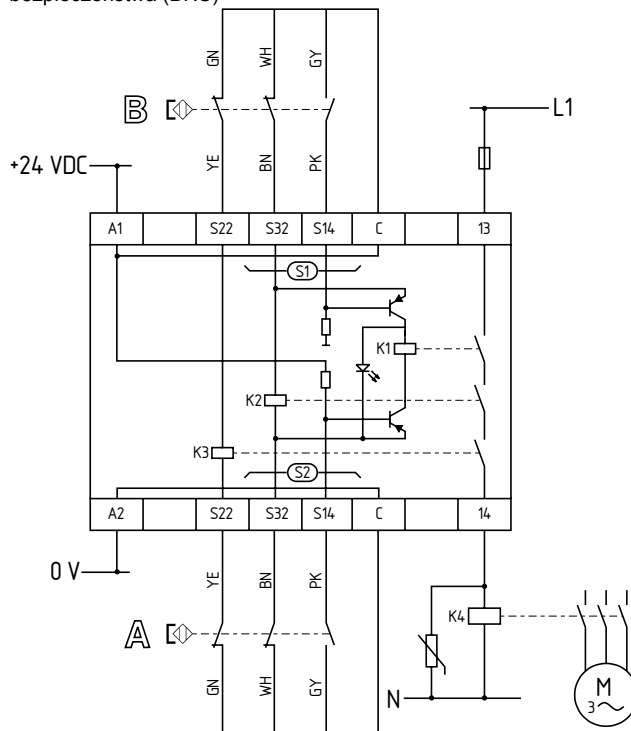 bezpieczeństwa (BNS)
GN WH GY
B
L1
YE BN PK
+24 VDC
A1 S22 S32 S14 C 13
S1
K1
K2
K3
S2
A2 S22 S32 S14 C 14
0 V
YE BN PK
A
K4
GN WH GY
N
M
3~